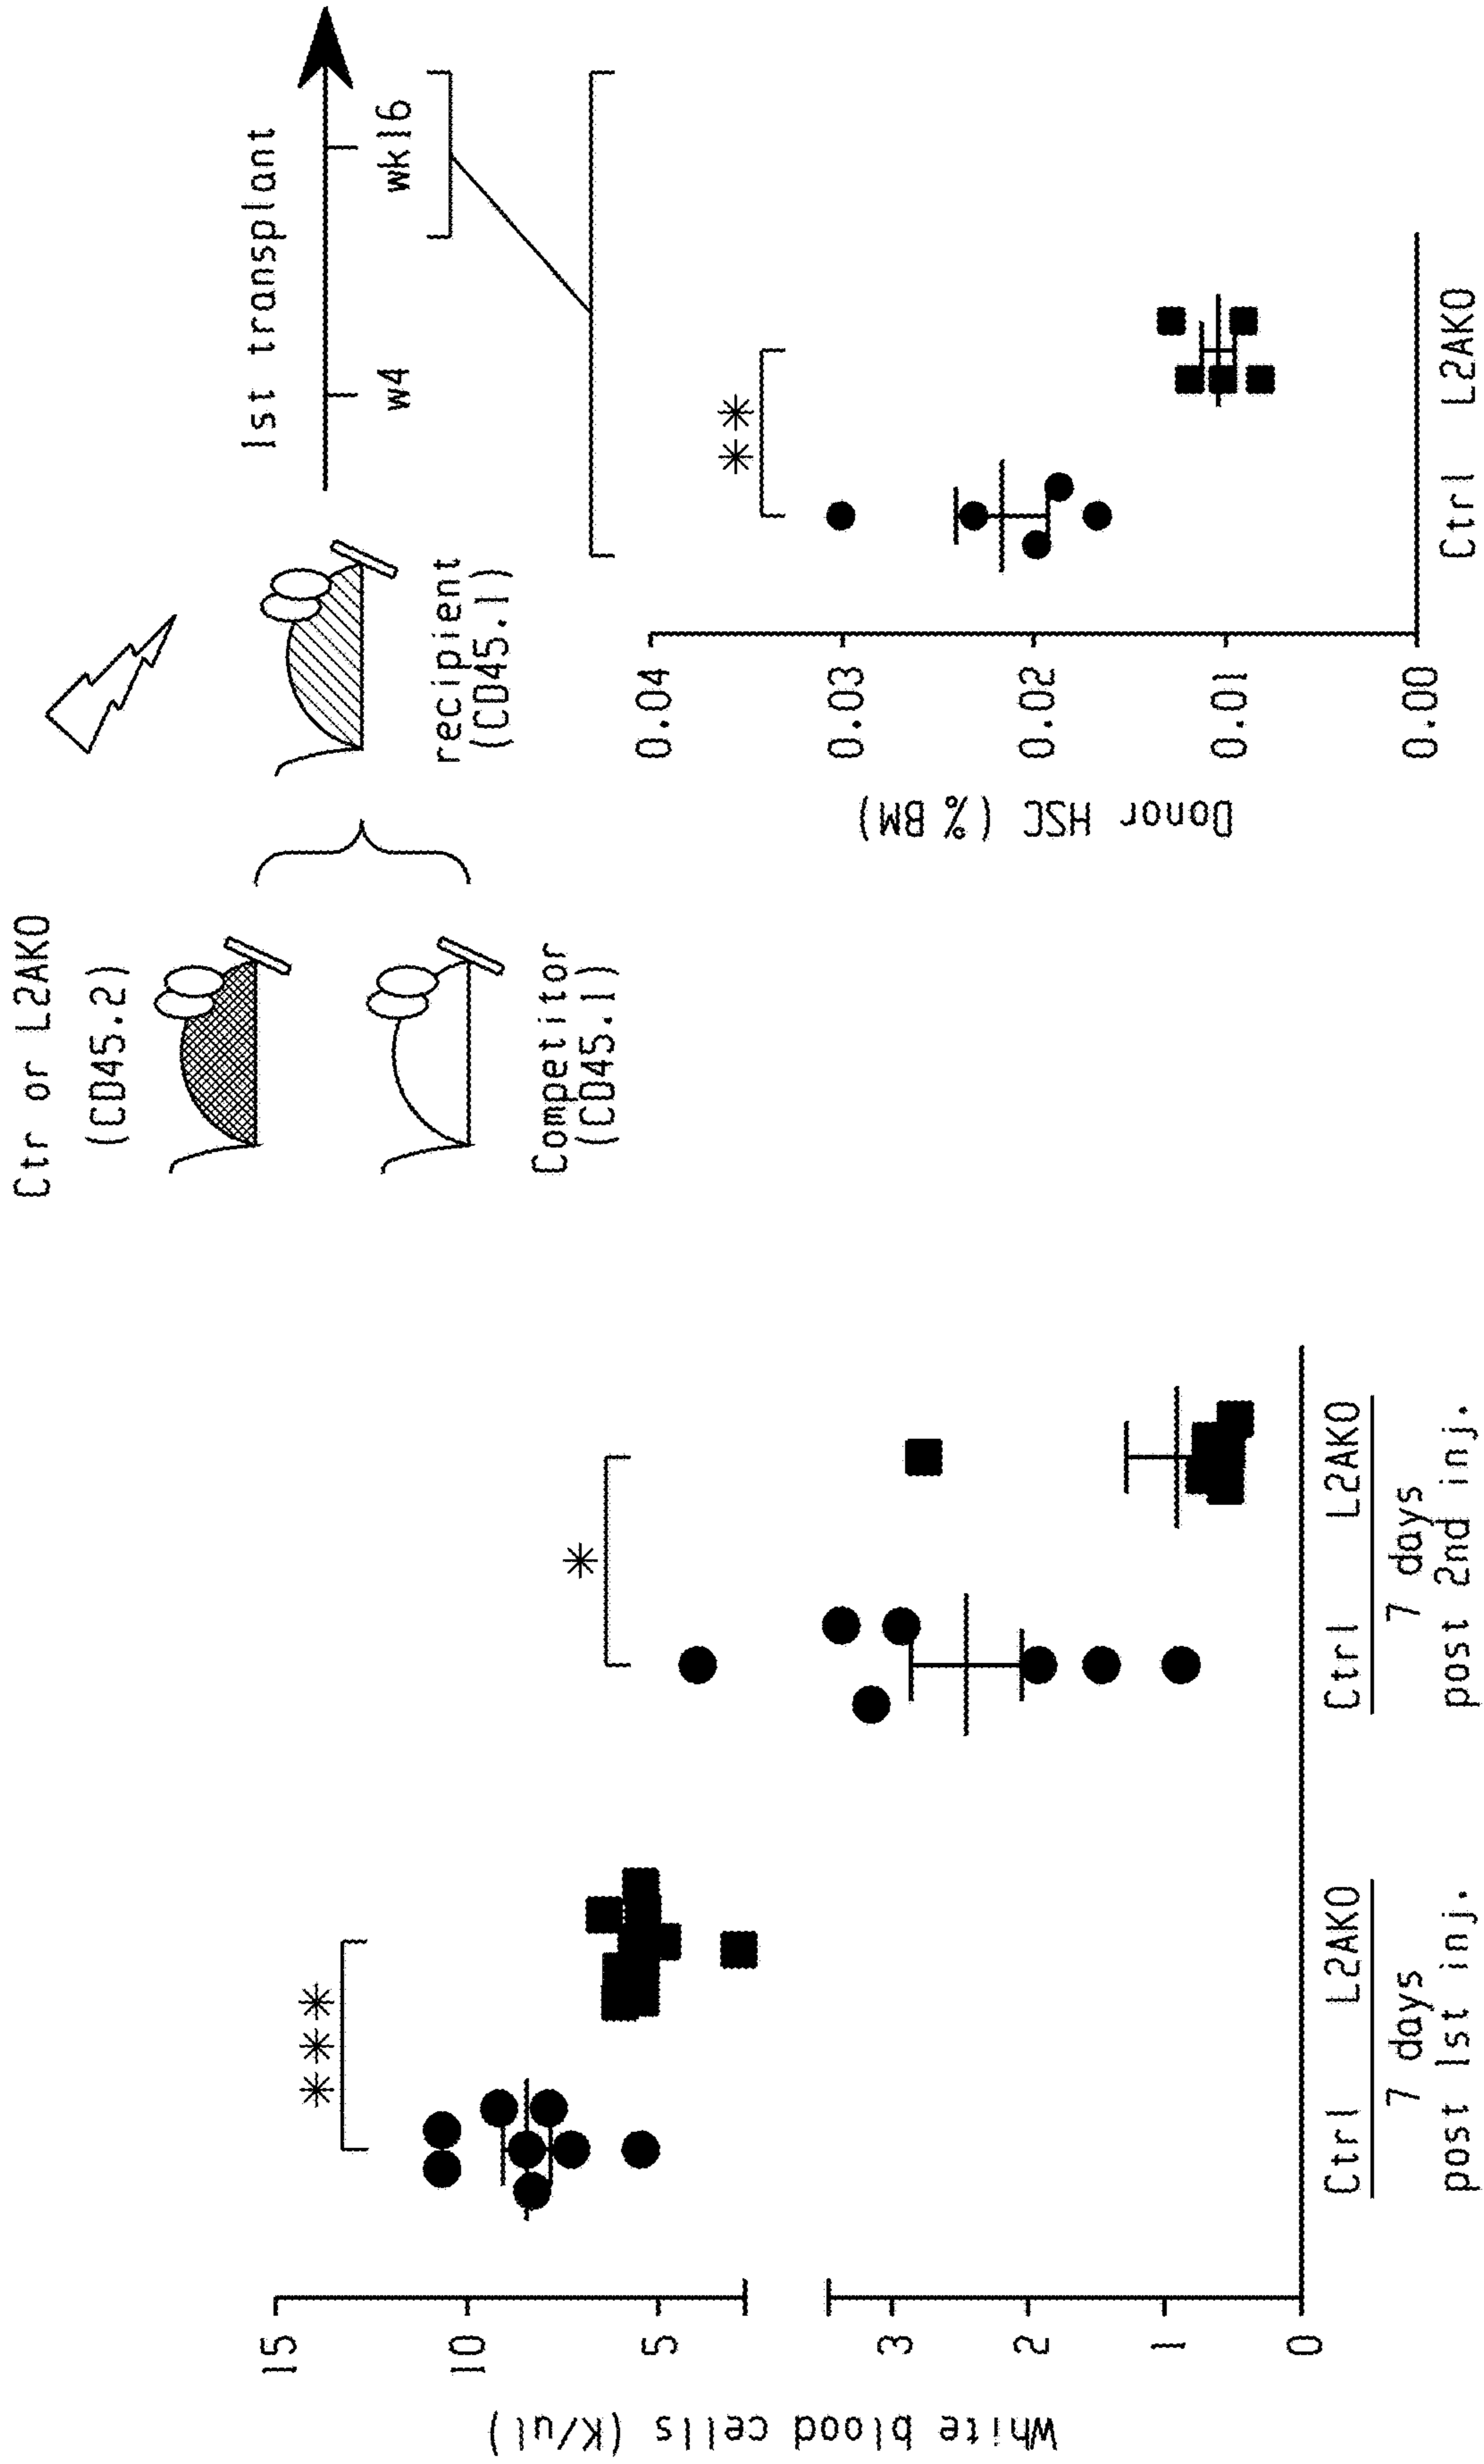 White blood cells (K/ul)
15
10
5
3
2
1
0
***
*
Ctrl L2AKO
7 days
post 1st inj.
Ctrl L2AKO
7 days
post 2nd inj.
Ctr or L2AKO
(CD45.2)
Competitor
(CD45.1)
recipient
(CD45.1)
1st transplant
w4
wk16
Donor HSC (% BM)
0.04
0.03
0.02
0.01
0.00
**
Ctrl L2AKO